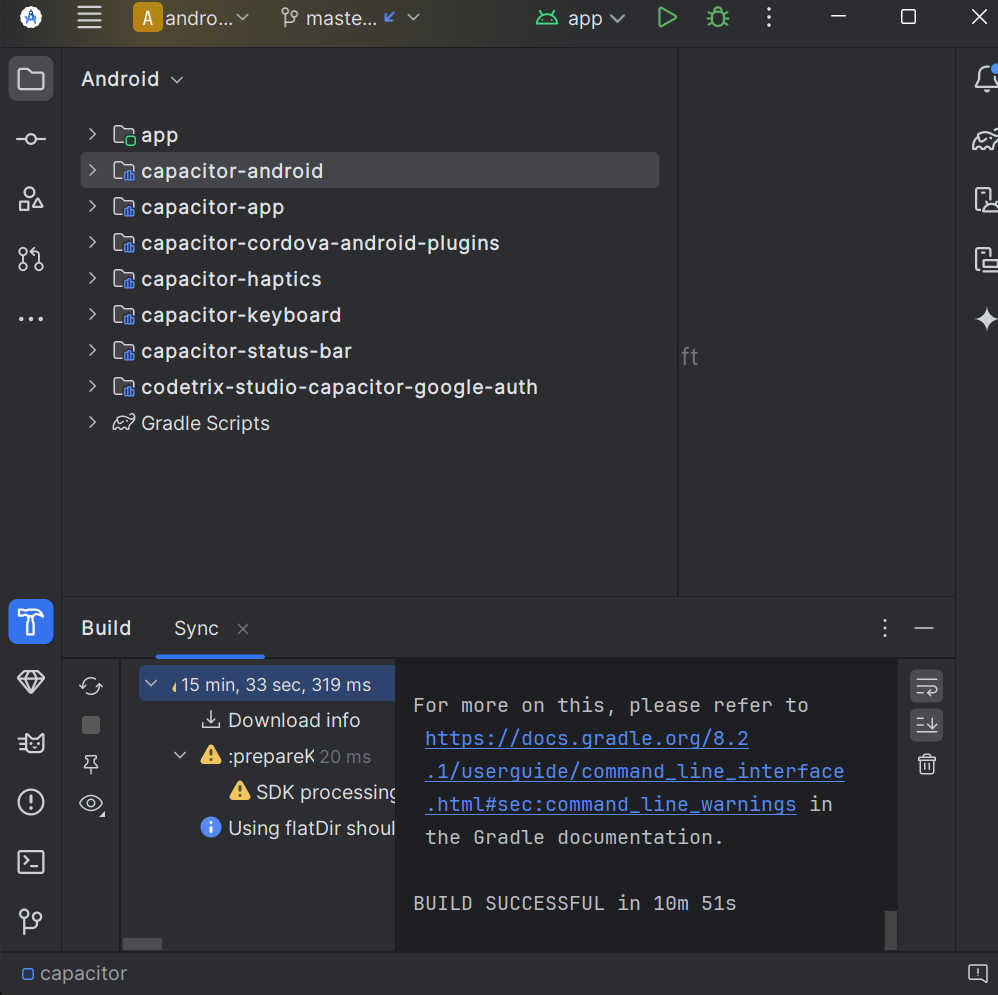 A andro... maste... app
Android
app
capacitor-android
capacitor-app
capacitor-cordova-android-plugins
capacitor-haptics
capacitor-keyboard
capacitor-status-bar
ft
codetrix-studio-capacitor-google-auth
Gradle Scripts
Build Sync
15 min, 33 sec, 319 ms
Download info
:prepareK 20 ms
SDK processing
Using flatDir shoul
For more on this, please refer to
https://docs.gradle.org/8.2
.1/userguide/command_line_interface
.html#sec:command_line_warnings in
the Gradle documentation.
BUILD SUCCESSFUL in 10m 51s
capacitor